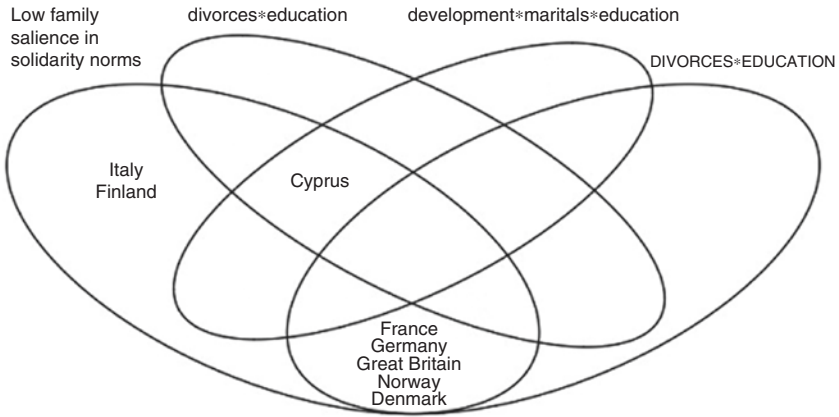 Low family
salience in
solidarity norms
divorces*education
development*maritals*education
DIVORCES*EDUCATION
Italy
Finland
Cyprus
France
Germany
Great Britain
Norway
Denmark